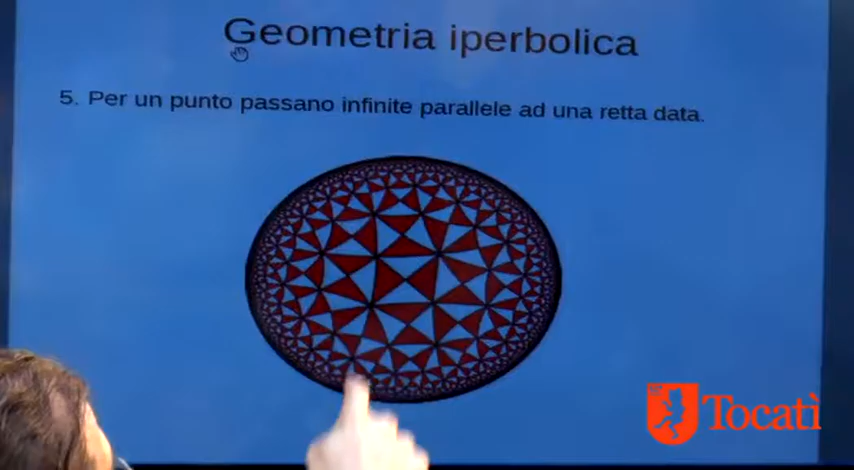 Geometria iperbolica
5. Per un punto passano infinite parallele ad una retta data.
Tocatì